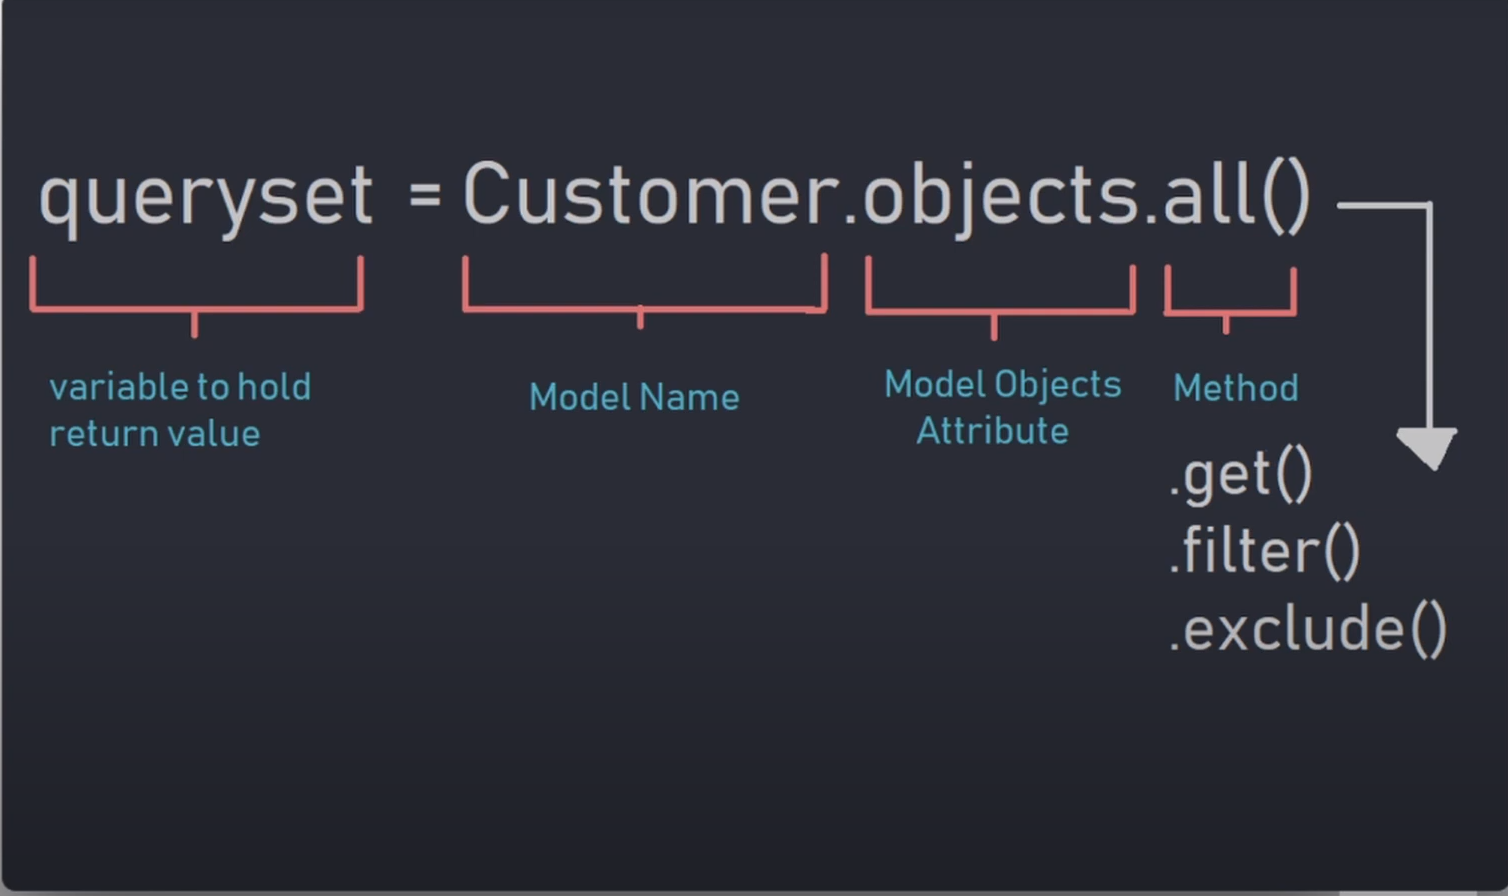 queryset = Customer.objects.all()
variable to hold
return value
Model Name
Model Objects
Attribute
Method
.get()
.filter()
.exclude()